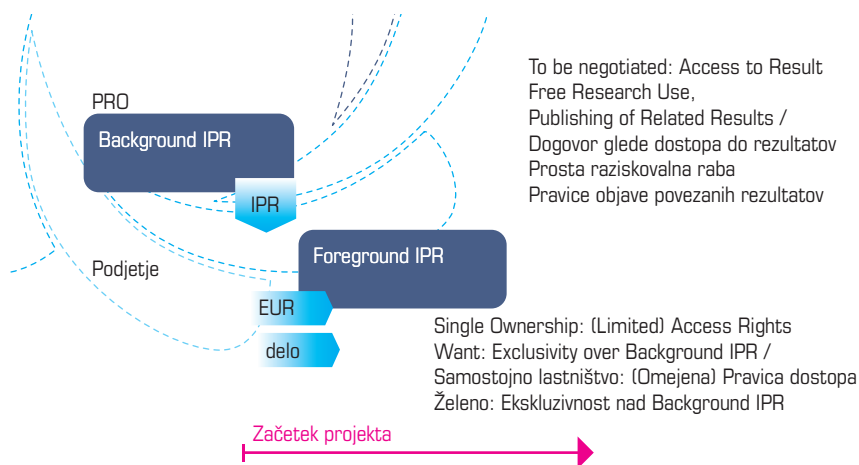 To be negotiated: Access to Result
Free Research Use,
Publishing of Related Results /
Dogovor glede dostopa do rezultatov
Prosta raziskovalna raba
Pravice objave povezanih rezultatov
PRO
Background IPR
IPR
Podjetje
Foreground IPR
EUR
delo
Single Ownership: (Limited) Access Rights
Want: Exclusivity over Background IPR /
Samostojno lastništvo: (Omejena) Pravica dostopa
Želeno: Ekskluzivnost nad Background IPR
Začetek projekta